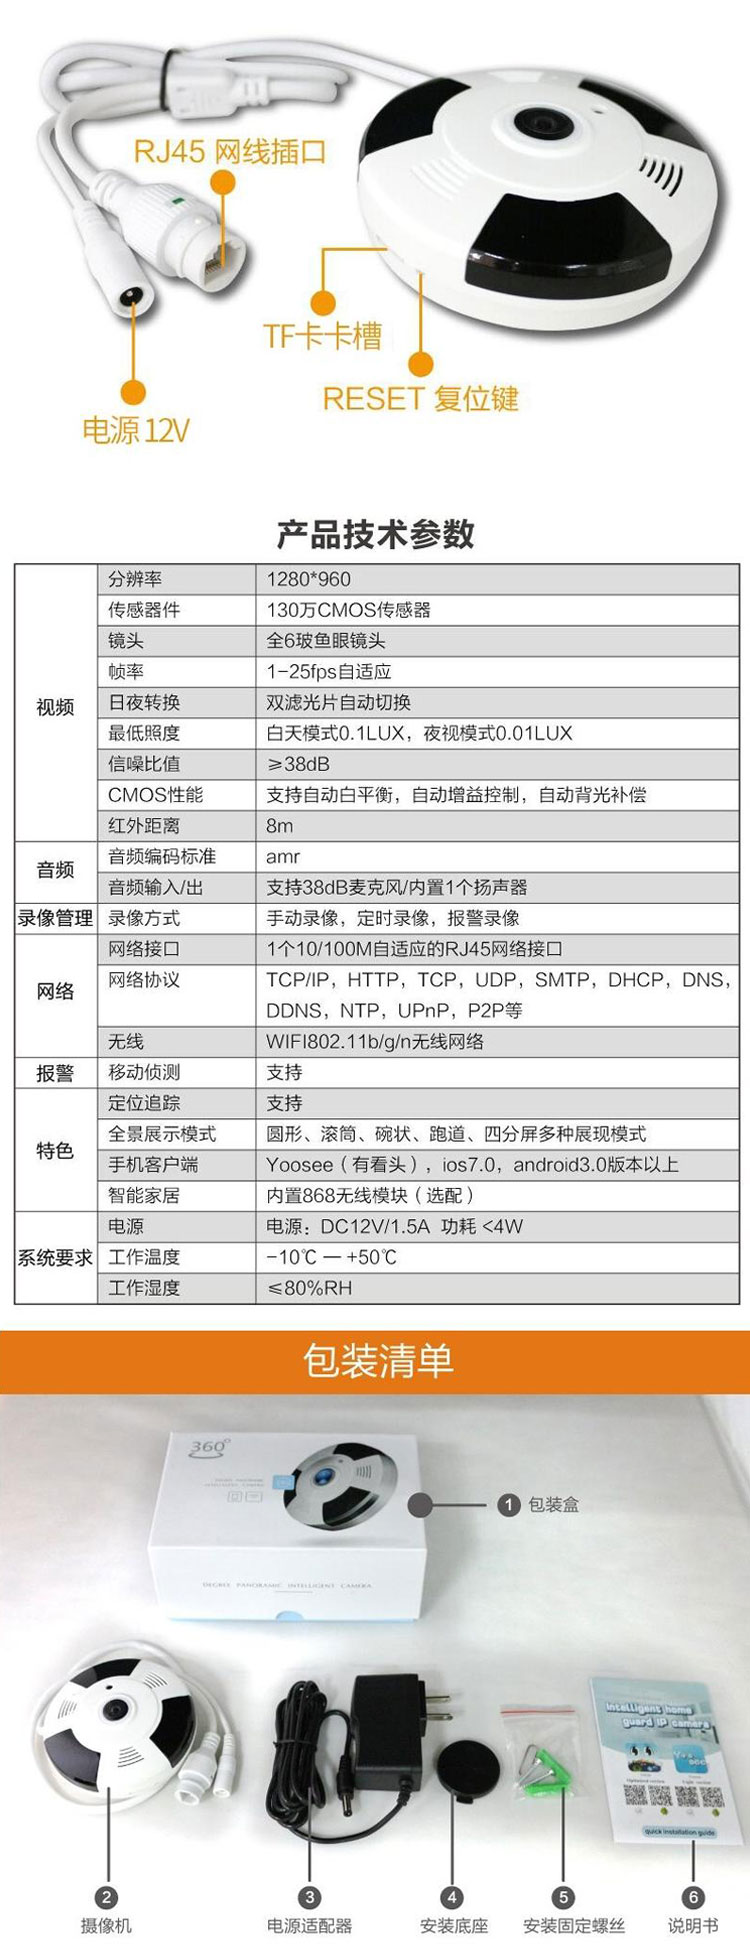 RJ45 网线插口
TF卡卡槽
RESET 复位键
电源 12V
产品技术参数
视频
分辨率 1280*960
传感器件 130万CMOS传感器
镜头 全6玻鱼眼镜头
帧率 1-25fps自适应
日夜转换 双滤光片自动切换
最低照度 白天模式0.1LUX，夜视模式0.01LUX
信噪比值 ≥38dB
CMOS性能 支持自动白平衡，自动增益控制，自动背光补偿
红外距离 8m
音频
音频编码标准 amr
音频输入/出 支持38dB麦克风/内置1个扬声器
录像管理 录像方式 手动录像，定时录像，报警录像
网络
网络接口 1个10/100M自适应的RJ45网络接口
网络协议 TCP/IP，HTTP，TCP，UDP，SMTP，DHCP，DNS，
DDNS，NTP，UPnP，P2P等
无线 WIFI802.11b/g/n无线网络
报警 移动侦测 支持
特色
定位追踪 支持
全景展示模式 圆形、滚筒、碗状、跑道、四分屏多种展现模式
手机客户端 Yoosee（有看头），ios7.0，android3.0版本以上
智能家居 内置868无线模块（选配）
系统要求
电源 电源：DC12V/1.5A 功耗 <4W
工作温度 -10℃ — +50℃
工作湿度 ≤80%RH
包装清单
360°
DEGREE PANORAMIC INTELLIGENT CAMERA
1 包装盒
Intelligent home
guard IP camera
quick installation guide
2 摄像机
3 电源适配器
4 安装底座
5 安装固定螺丝
6 说明书